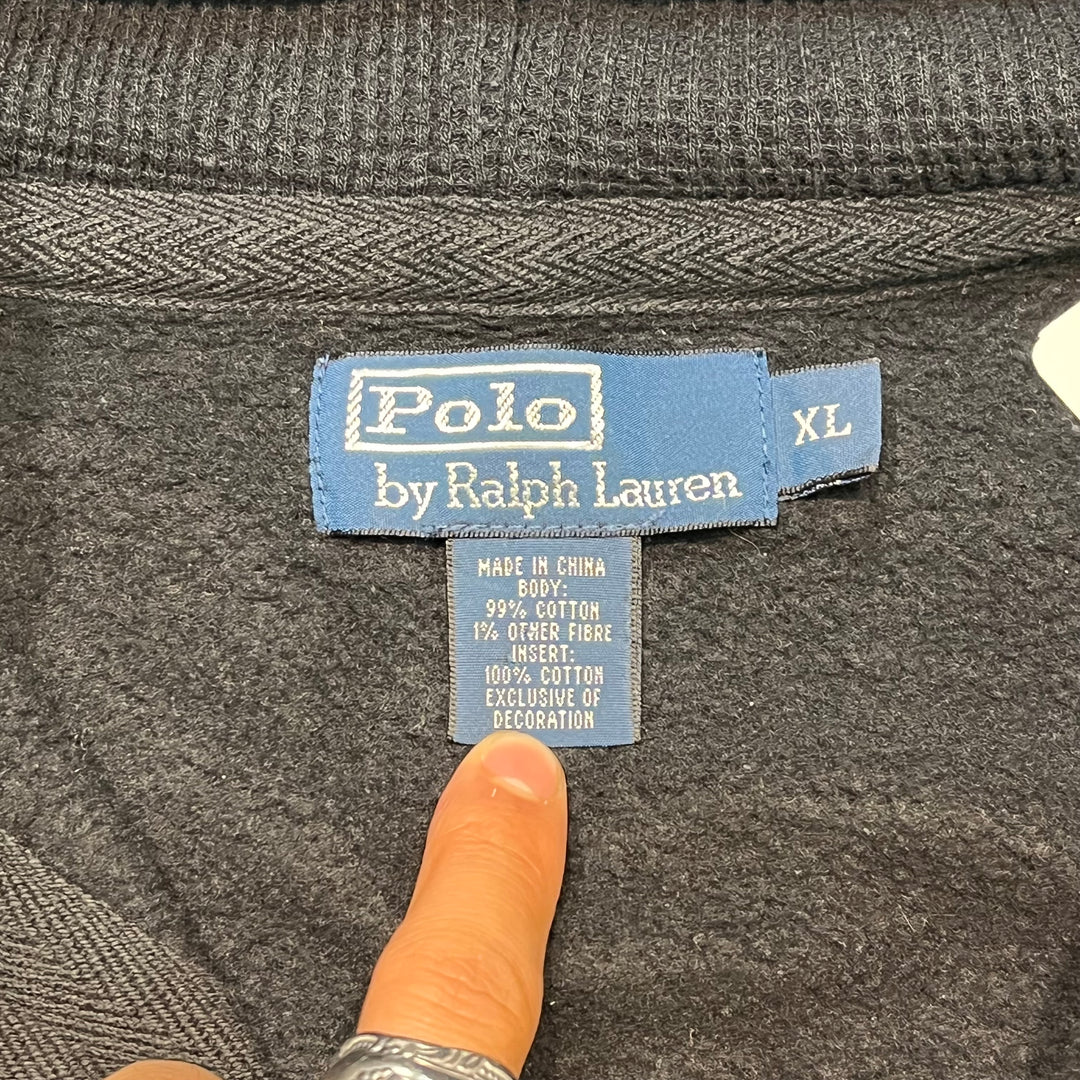 Polo
by Ralph Lauren
XL
MADE IN CHINA
BODY:
99% COTTON
1% OTHER FIBRE
INSERT:
100% COTTON
EXCLUSIVE OF
DECORATION